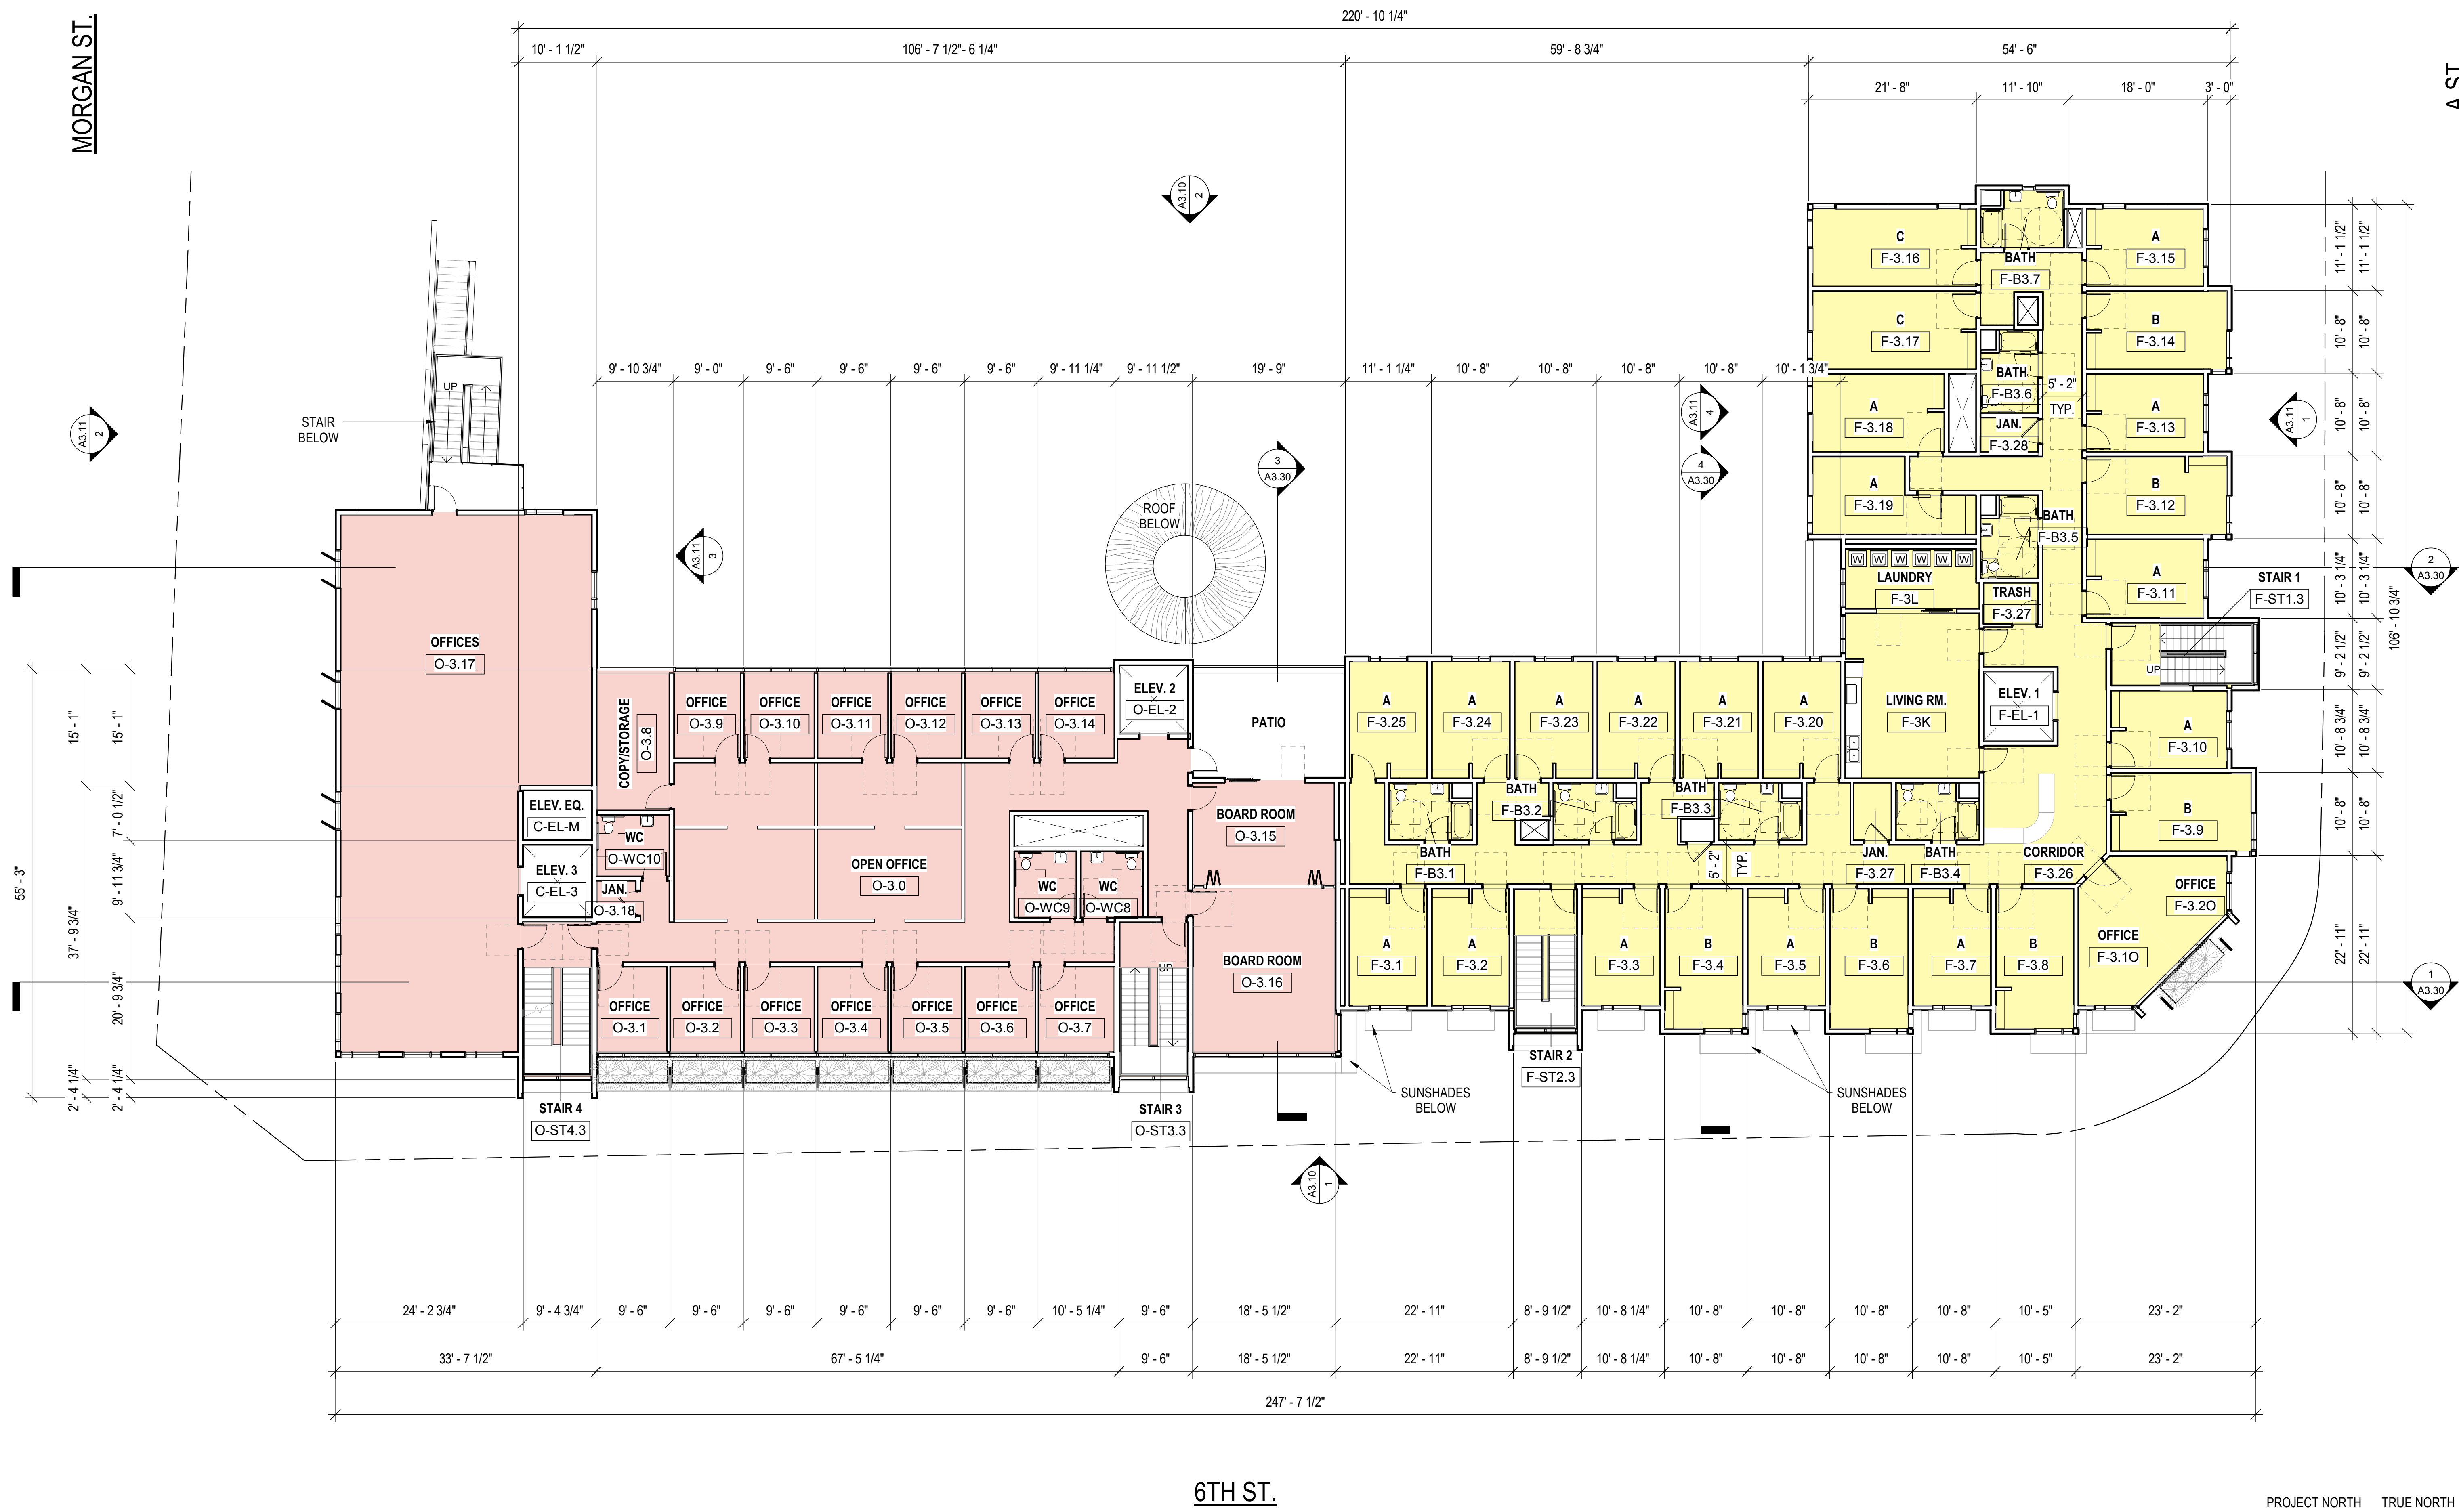 MORGAN ST.
220' - 10 1/4"
10' - 1 1/2"
106' - 7 1/2"- 6 1/4"
59' - 8 3/4"
54' - 6"
21' - 8"
11' - 10"
18' - 0"
3' - 0"
A3.10
2
C
F-3.16
BATH
F-B3.7
A
F-3.15
11' - 1 1/2"
11' - 1 1/2"
C
F-3.17
B
F-3.14
10' - 8"
10' - 8"
9' - 10 3/4"
9' - 0"
9' - 6"
9' - 6"
9' - 6"
9' - 6"
9' - 11 1/4"
9' - 11 1/2"
19' - 9"
11' - 1 1/4"
10' - 8"
10' - 8"
10' - 8"
10' - 8"
10' - 1 3/4"
UP
STAIR
BELOW
A3.11
2
A3.11
4
BATH
F-B3.6
5' - 2"
TYP.
A
F-3.18
JAN.
F-3.28
A
F-3.13
A3.11
1
10' - 8"
10' - 8"
3
A3.30
4
A3.30
A
F-3.19
B
F-3.12
10' - 8"
10' - 8"
ROOF
BELOW
BATH
F-B3.5
A3.11
3
W W W W W W
LAUNDRY
F-3L
TRASH
F-3.27
A
F-3.11
STAIR 1
F-ST1.3
10' - 3 1/4"
10' - 3 1/4"
2
A3.30
106' - 10 3/4"
OFFICES
O-3.17
UP
9' - 2 1/2"
9' - 2 1/2"
COPY/STORAGE
O-3.8
OFFICE
O-3.9
OFFICE
O-3.10
OFFICE
O-3.11
OFFICE
O-3.12
OFFICE
O-3.13
OFFICE
O-3.14
ELEV. 2
O-EL-2
PATIO
A
F-3.25
A
F-3.24
A
F-3.23
A
F-3.22
A
F-3.21
A
F-3.20
LIVING RM.
F-3K
ELEV. 1
F-EL-1
A
F-3.10
10' - 8 3/4"
10' - 8 3/4"
15' - 1"
15' - 1"
ELEV. EQ.
C-EL-M
WC
O-WC10
BOARD ROOM
O-3.15
BATH
F-B3.2
BATH
F-B3.3
B
F-3.9
10' - 8"
10' - 8"
7' - 0 1/2"
9' - 11 3/4"
55' - 3"
37' - 9 3/4"
ELEV. 3
C-EL-3
JAN.
O-3.18
OPEN OFFICE
O-3.0
WC
O-WC9
WC
O-WC8
BATH
F-B3.1
5' - 2"
TYP.
JAN.
F-3.27
BATH
F-B3.4
CORRIDOR
F-3.26
OFFICE
F-3.2O
OFFICE
F-3.1O
22' - 11"
22' - 11"
1
A3.30
20' - 9 3/4"
2' - 4 1/4"
2' - 4 1/4"
UP
BOARD ROOM
O-3.16
A
F-3.1
A
F-3.2
A
F-3.3
B
F-3.4
A
F-3.5
B
F-3.6
A
F-3.7
B
F-3.8
OFFICE
O-3.1
OFFICE
O-3.2
OFFICE
O-3.3
OFFICE
O-3.4
OFFICE
O-3.5
OFFICE
O-3.6
OFFICE
O-3.7
STAIR 2
F-ST2.3
STAIR 4
O-ST4.3
STAIR 3
O-ST3.3
SUNSHADES
BELOW
SUNSHADES
BELOW
A3.10
1
24' - 2 3/4"
9' - 4 3/4"
9' - 6"
9' - 6"
9' - 6"
9' - 6"
9' - 6"
9' - 6"
10' - 5 1/4"
9' - 6"
18' - 5 1/2"
22' - 11"
8' - 9 1/2"
10' - 8 1/4"
10' - 8"
10' - 8"
10' - 8"
10' - 8"
10' - 5"
23' - 2"
33' - 7 1/2"
67' - 5 1/4"
9' - 6"
18' - 5 1/2"
22' - 11"
8' - 9 1/2"
10' - 8 1/4"
10' - 8"
10' - 8"
10' - 8"
10' - 8"
10' - 5"
23' - 2"
247' - 7 1/2"
6TH ST.
PROJECT NORTH
TRUE NORTH